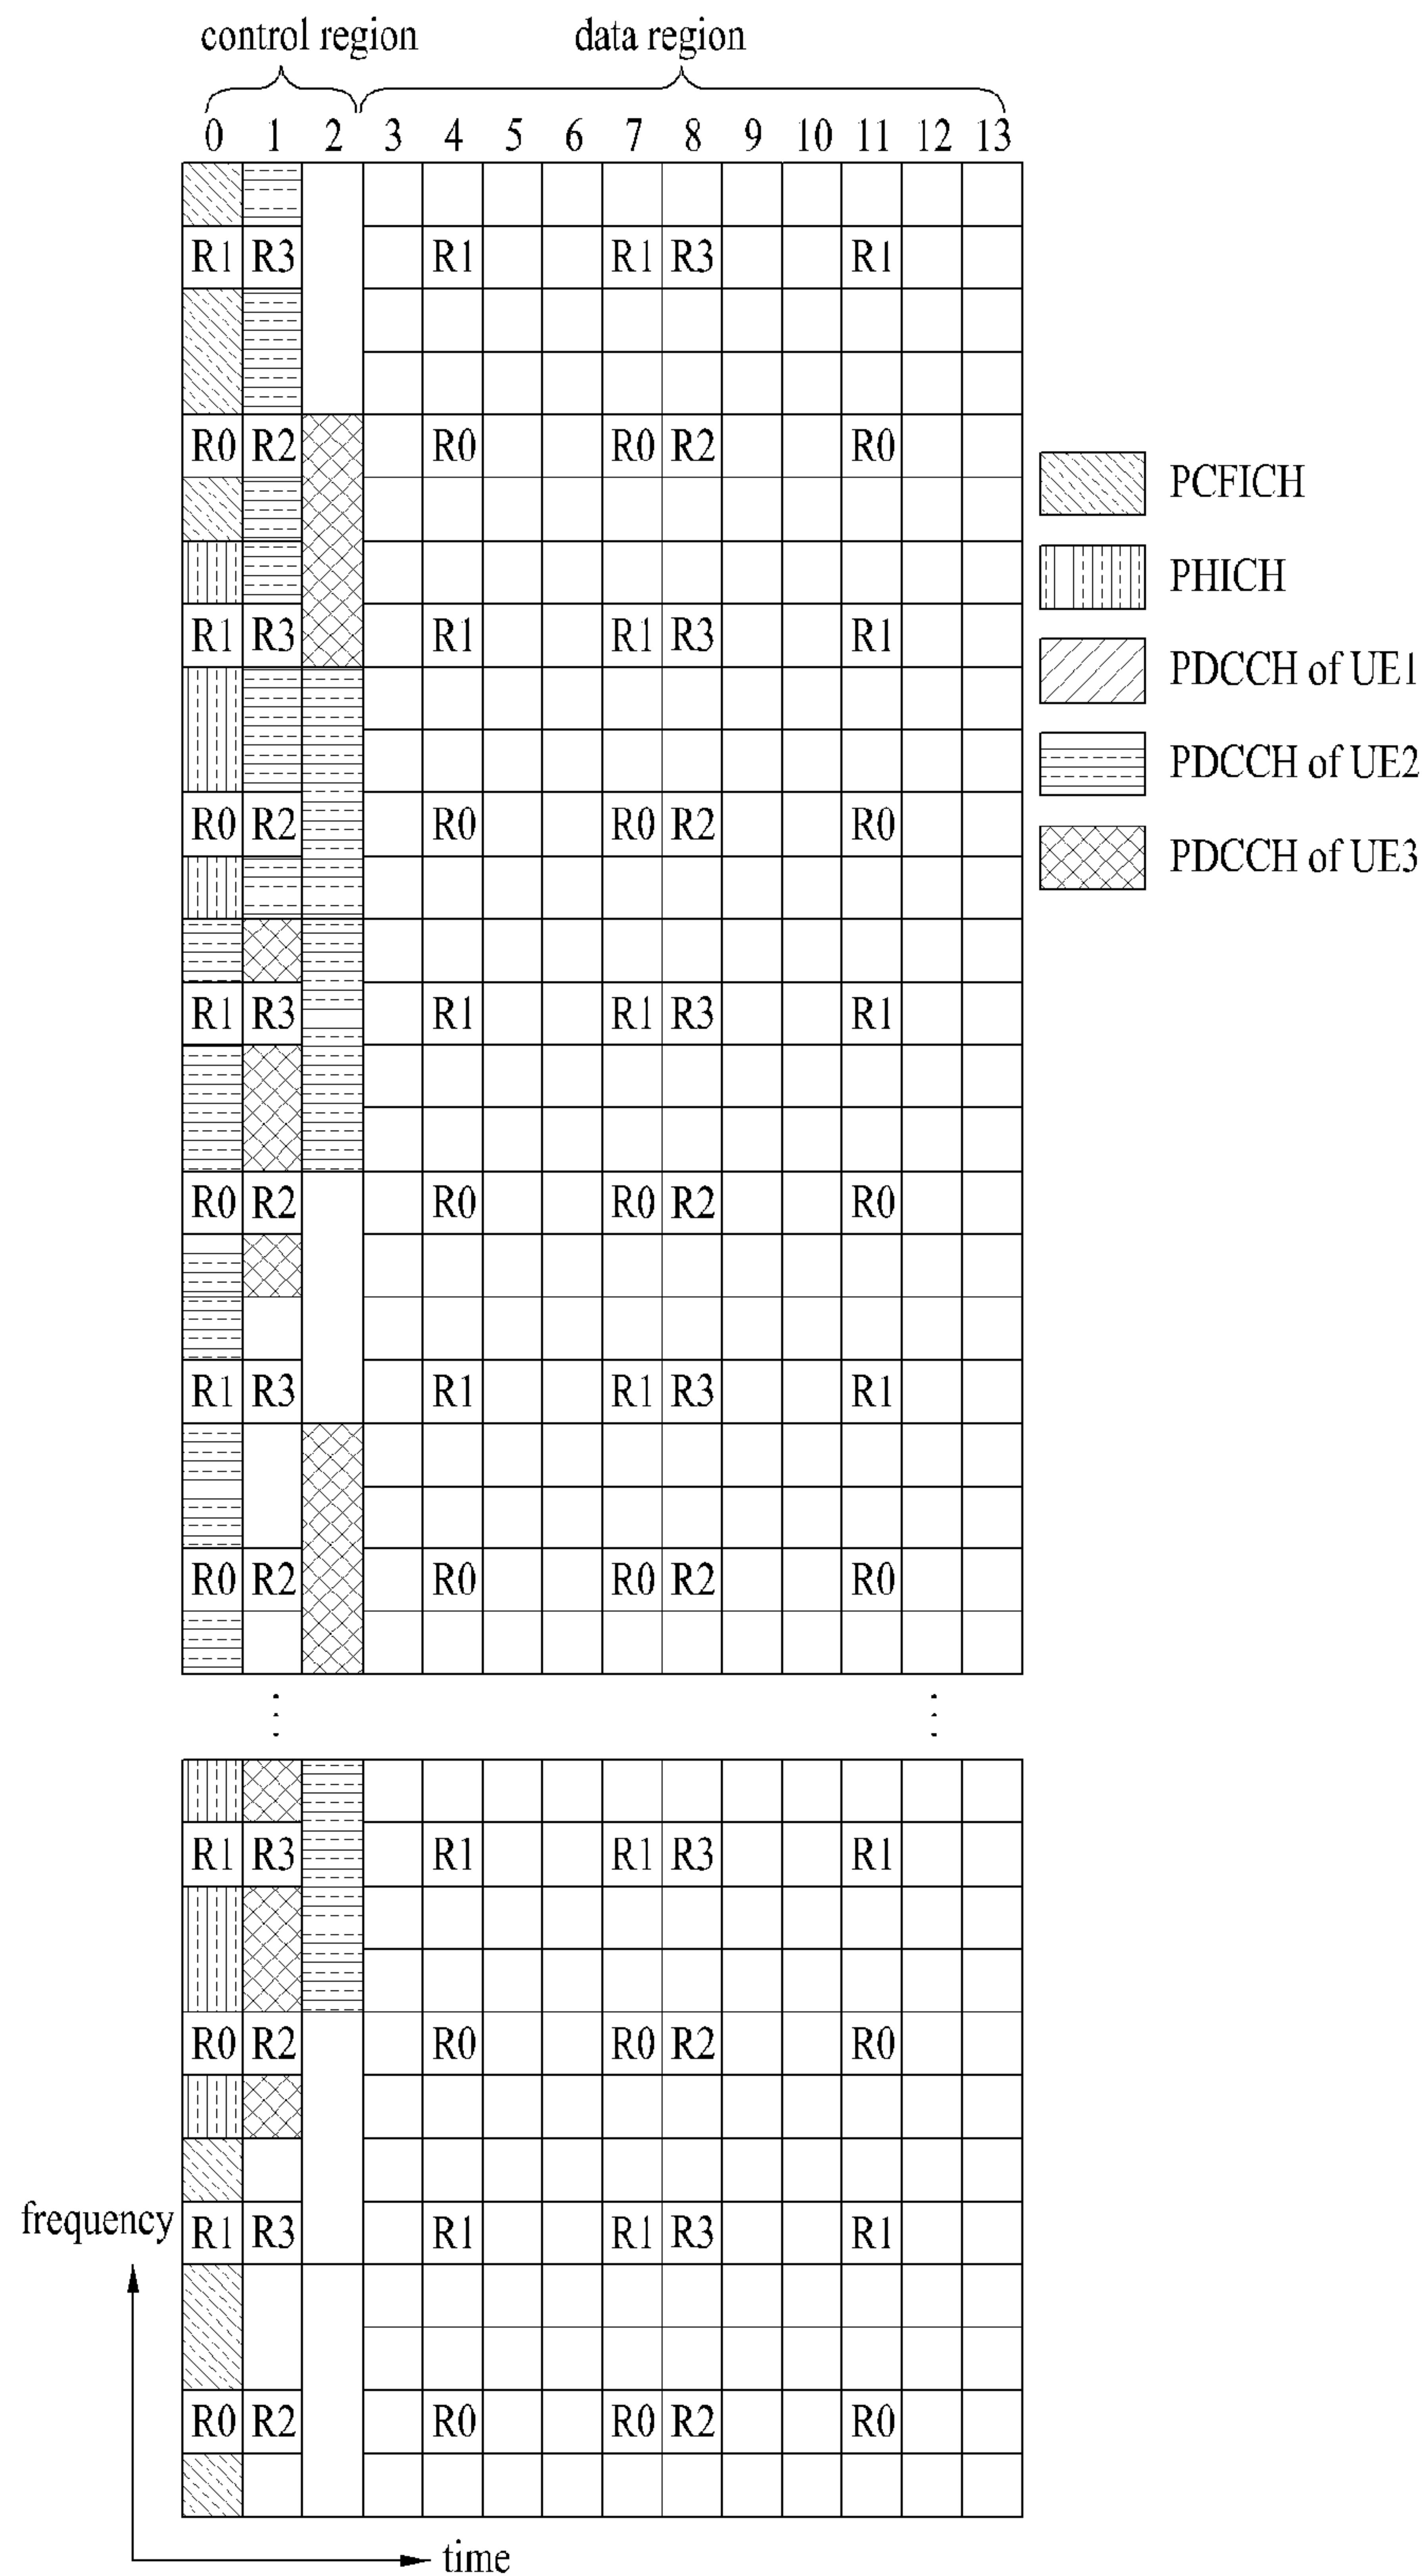 control region data region
0 1 2 3 4 5 6 7 8 9 10 11 12 13
R1 R3 R1 R1 R3 R1
R0 R2 R0 R0 R2 R0
R1 R3 R1 R1 R3 R1
R0 R2 R0 R0 R2 R0
R1 R3 R1 R1 R3 R1
R0 R2 R0 R0 R2 R0
R1 R3 R1 R1 R3 R1
R0 R2 R0 R0 R2 R0
R1 R3 R1 R1 R3 R1
R0 R2 R0 R0 R2 R0
R1 R3 R1 R1 R3 R1
R0 R2 R0 R0 R2 R0
PCFICH
PHICH
PDCCH of UE1
PDCCH of UE2
PDCCH of UE3
frequency
time